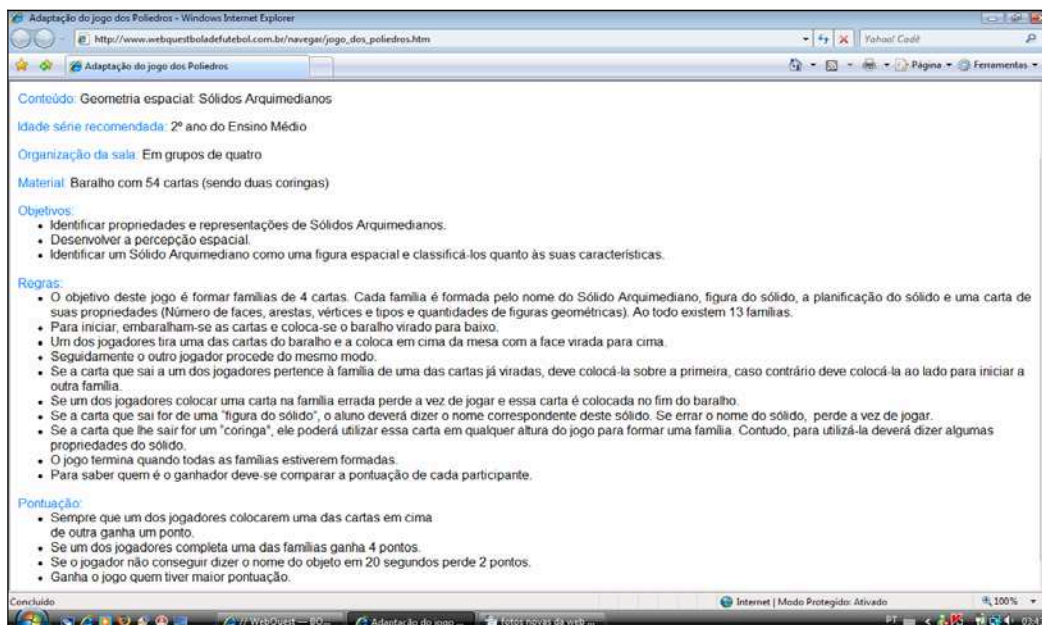 Adaptação do jogo dos Poliedros - Windows Internet Explorer
http://www.webquestboladefutebol.com.br/navegar/jogo_dos_poliedros.htm
Yahoo! Cadê
Adaptação do jogo dos Poliedros
Página
Ferramentas
Conteúdo: Geometria espacial: Sólidos Arquimedianos
Idade série recomendada: 2º ano do Ensino Médio
Organização da sala: Em grupos de quatro
Material: Baralho com 54 cartas (sendo duas coringas)
Objetivos:
• Identificar propriedades e representações de Sólidos Arquimedianos.
• Desenvolver a percepção espacial.
• Identificar um Sólido Arquimediano como uma figura espacial e classificá-los quanto às suas características.
Regras:
• O objetivo deste jogo é formar famílias de 4 cartas. Cada família é formada pelo nome do Sólido Arquimediano, figura do sólido, a planificação do sólido e uma carta de
suas propriedades (Número de faces, arestas, vértices e tipos e quantidades de figuras geométricas). Ao todo existem 13 famílias.
• Para iniciar, embaralham-se as cartas e coloca-se o baralho virado para baixo.
• Um dos jogadores tira uma das cartas do baralho e a coloca em cima da mesa com a face virada para cima.
• Seguidamente o outro jogador procede do mesmo modo.
• Se a carta que sai a um dos jogadores pertence à família de uma das cartas já viradas, deve colocá-la sobre a primeira, caso contrário deve colocá-la ao lado para iniciar a
outra família.
• Se um dos jogadores colocar uma carta na família errada perde a vez de jogar e essa carta é colocada no fim do baralho.
• Se a carta que sai for de uma "figura do sólido", o aluno deverá dizer o nome correspondente deste sólido. Se errar o nome do sólido, perde a vez de jogar.
• Se a carta que lhe sair for um "coringa", ele poderá utilizar essa carta em qualquer altura do jogo para formar uma família. Contudo, para utilizá-la deverá dizer algumas
propriedades do sólido.
• O jogo termina quando todas as famílias estiverem formadas.
• Para saber quem é o ganhador deve-se comparar a pontuação de cada participante.
Pontuação:
• Sempre que um dos jogadores colocarem uma das cartas em cima
de outra ganha um ponto.
• Se um dos jogadores completa uma das famílias ganha 4 pontos.
• Se o jogador não conseguir dizer o nome do objeto em 20 segundos perde 2 pontos.
• Ganha o jogo quem tiver maior pontuação.
Concluído
Internet | Modo Protegido: Ativado
100%
// WebQuest — BO...
Adaptação do jogo ...
fotos novas da web ...
PT
03:43